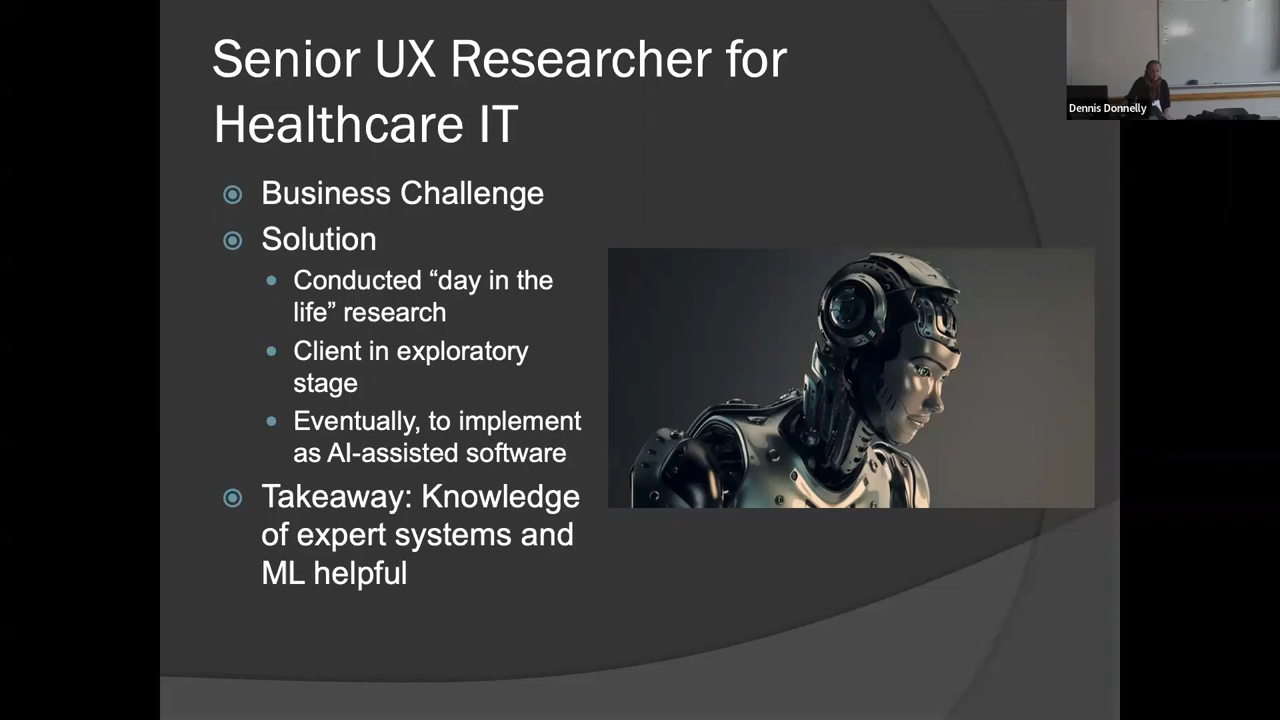 Senior UX Researcher for
Healthcare IT
Business Challenge
Solution
Conducted “day in the
life” research
Client in exploratory
stage
Eventually, to implement
as AI-assisted software
Takeaway: Knowledge
of expert systems and
ML helpful
Dennis Donnelly